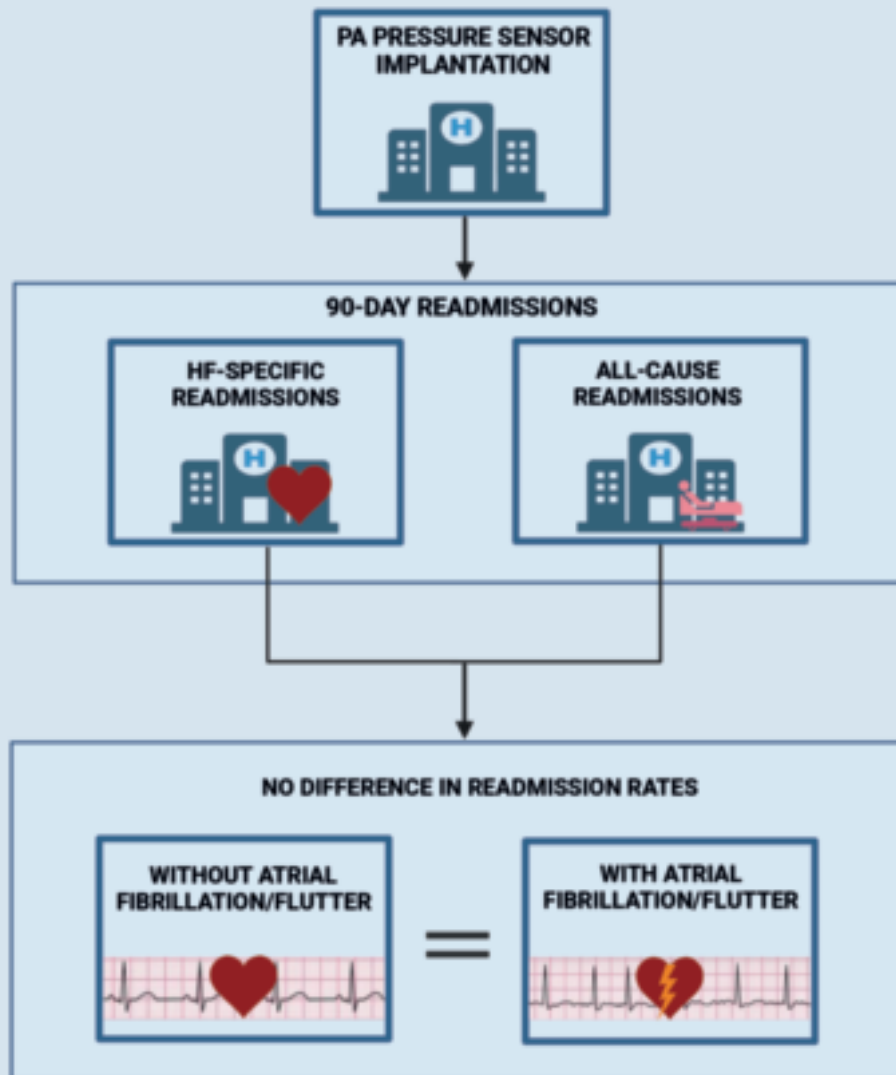 PA PRESSURE SENSOR
IMPLANTATION
H
90-DAY READMISSIONS
HF-SPECIFIC
READMISSIONS
H
ALL-CAUSE
READMISSIONS
H
NO DIFFERENCE IN READMISSION RATES
WITHOUT ATRIAL
FIBRILLATION/FLUTTER
=
WITH ATRIAL
FIBRILLATION/FLUTTER